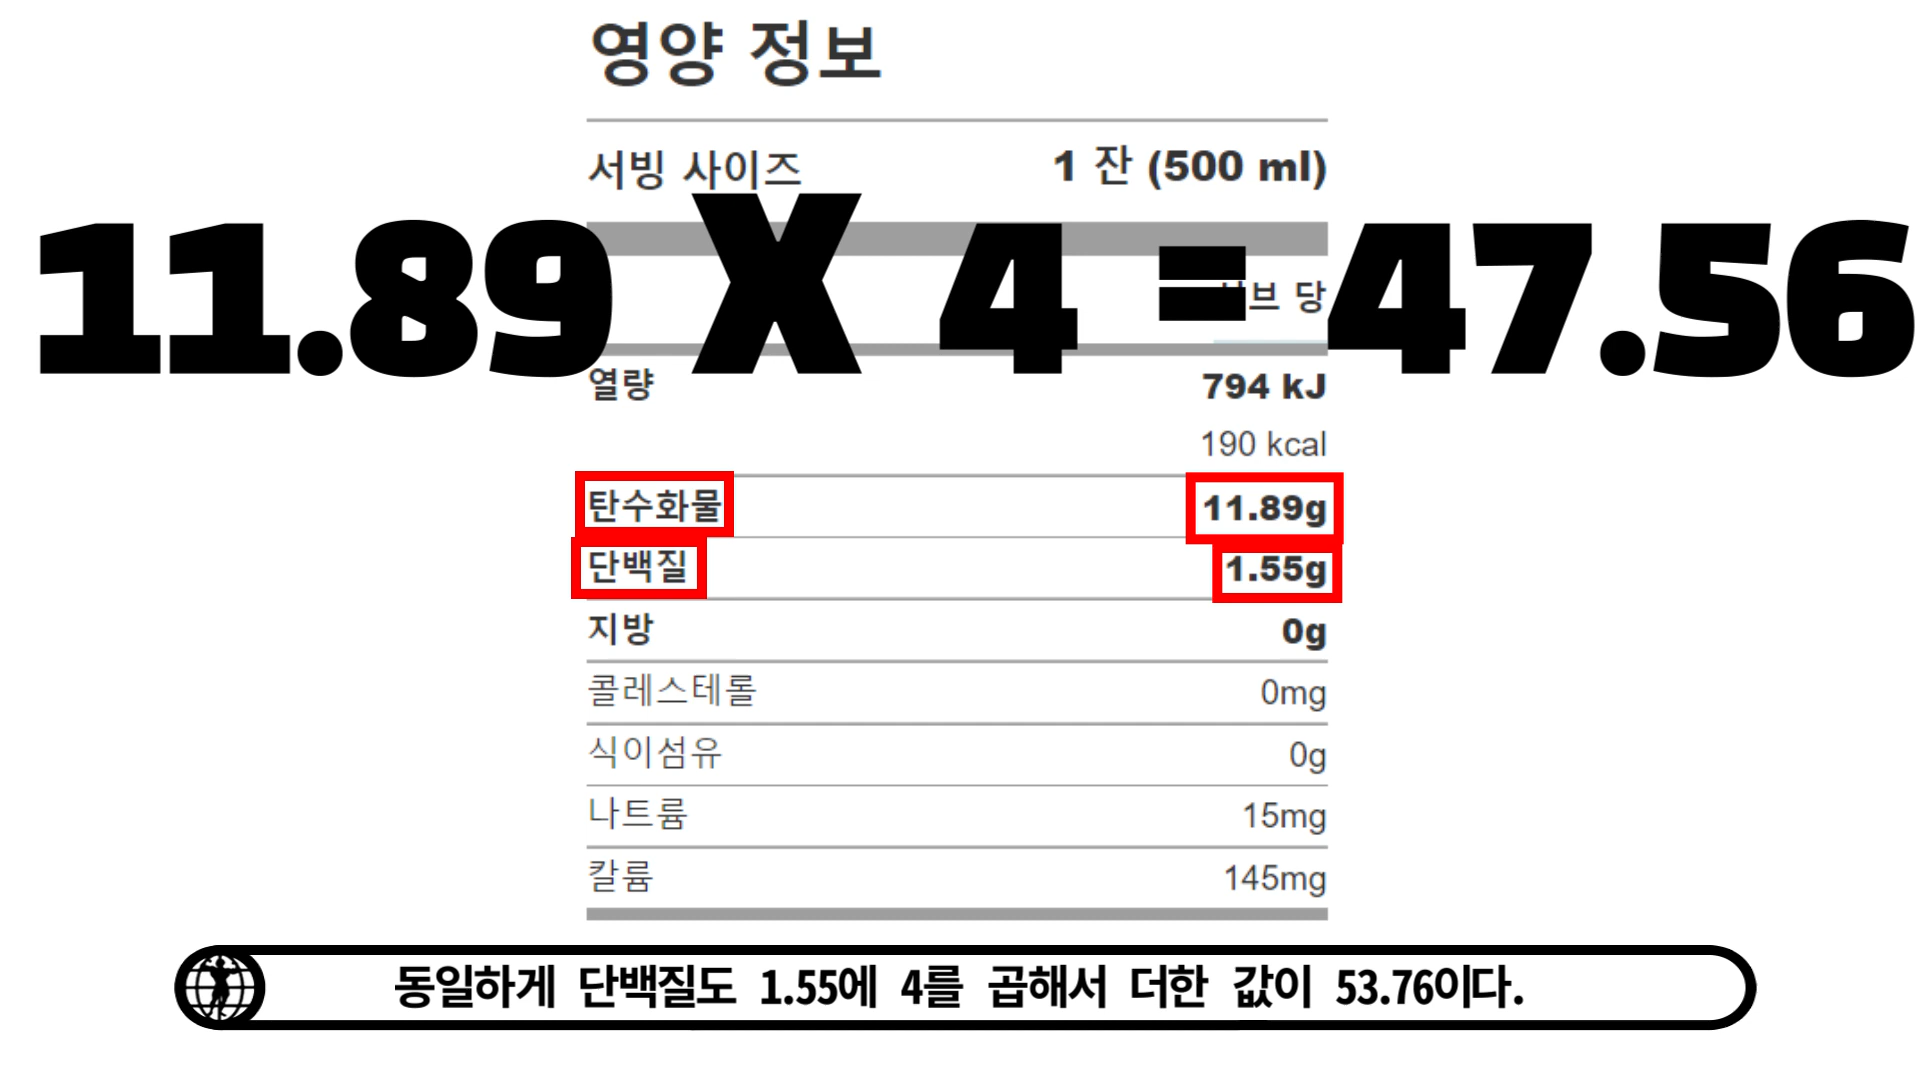 영양 정보
서빙 사이즈 1 잔 (500 ml)
11.89 X 4 = 47.56
당
열량 794 kJ
190 kcal
탄수화물 11.89g
단백질 1.55g
지방 0g
콜레스테롤 0mg
식이섬유 0g
나트륨 15mg
칼륨 145mg
동일하게 단백질도 1.55에 4를 곱해서 더한 값이 53.76이다.